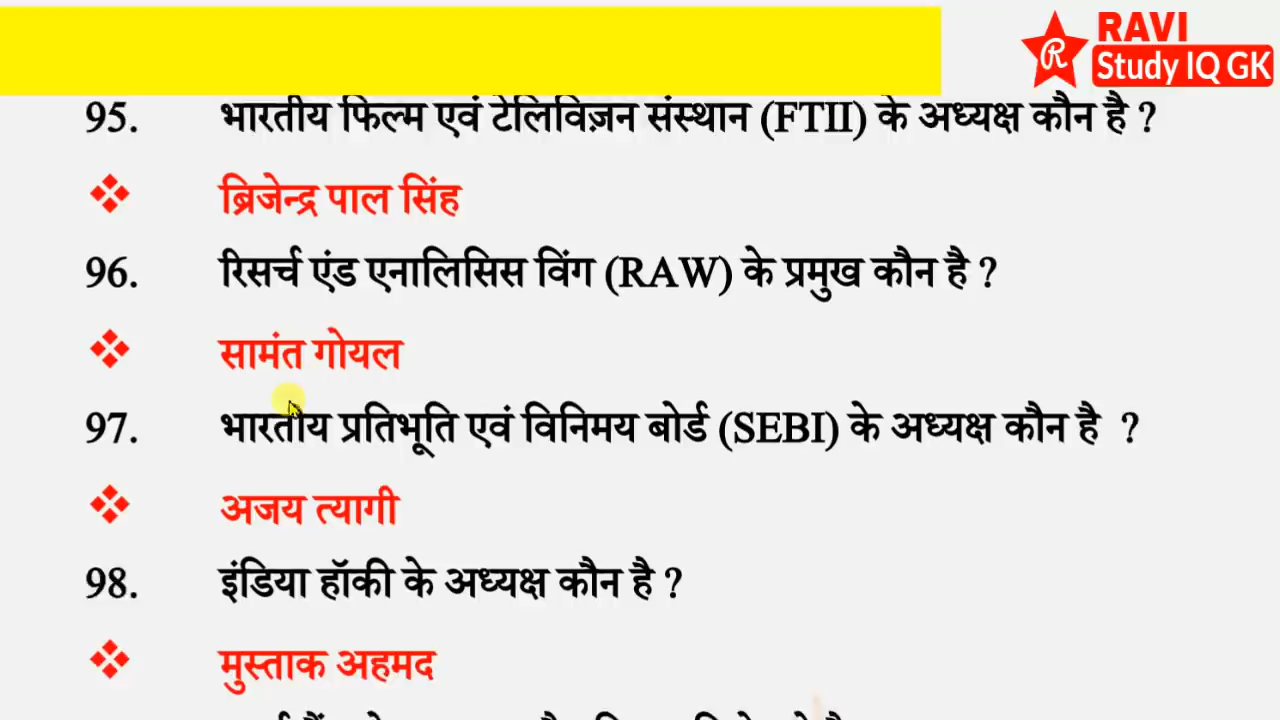 RAVI
Study IQ GK
95. भारतीय फिल्म एवं टेलिविज़न संस्थान (FTII) के अध्यक्ष कौन है ?
ब्रिजेन्द्र पाल सिंह
96. रिसर्च एंड एनालिसिस विंग (RAW) के प्रमुख कौन है ?
सामंत गोयल
97. भारतीय प्रतिभूति एवं विनिमय बोर्ड (SEBI) के अध्यक्ष कौन है ?
अजय त्यागी
98. इंडिया हॉकी के अध्यक्ष कौन है ?
मुस्ताक अहमद